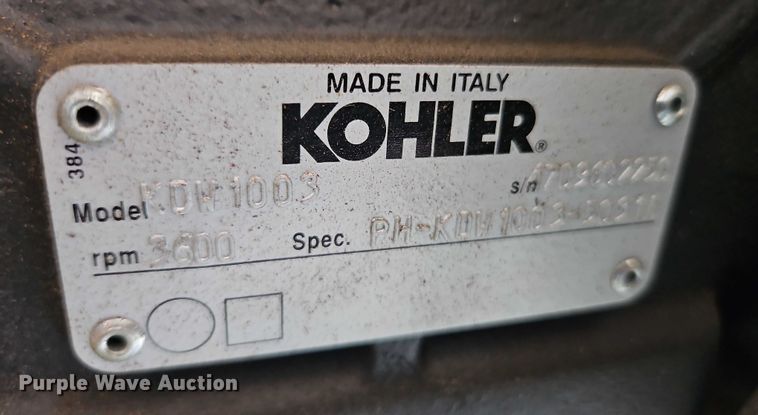 MADE IN ITALY
KOHLER®
384
Model KDW1003 s/n
rpm 3600 Spec.
Purple Wave Auction